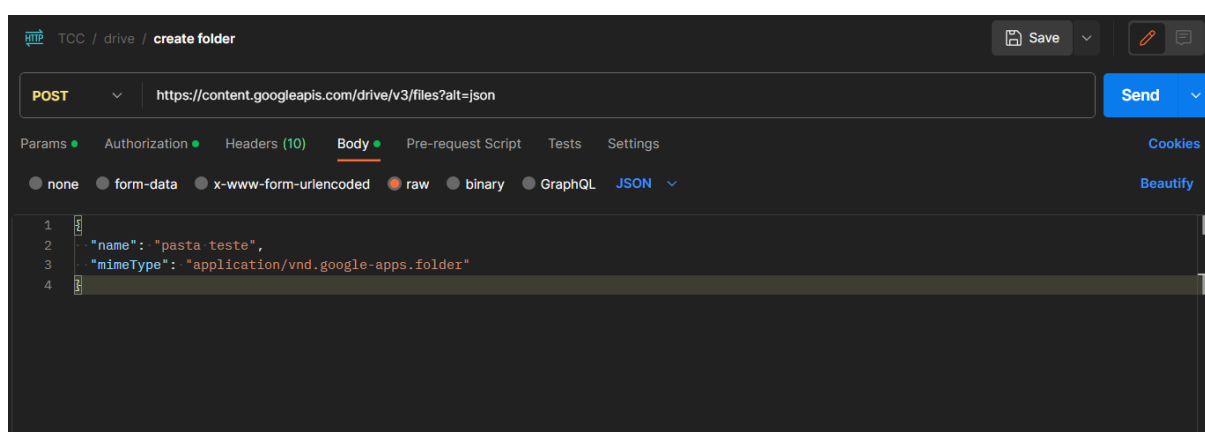 HTTP TCC / drive / create folder Save
POST https://content.googleapis.com/drive/v3/files?alt=json Send
Params Authorization Headers (10) Body Pre-request Script Tests Settings Cookies
none form-data x-www-form-urlencoded raw binary GraphQL JSON Beautify
1 {
2 "name": "pasta teste",
3 "mimeType": "application/vnd.google-apps.folder"
4 }